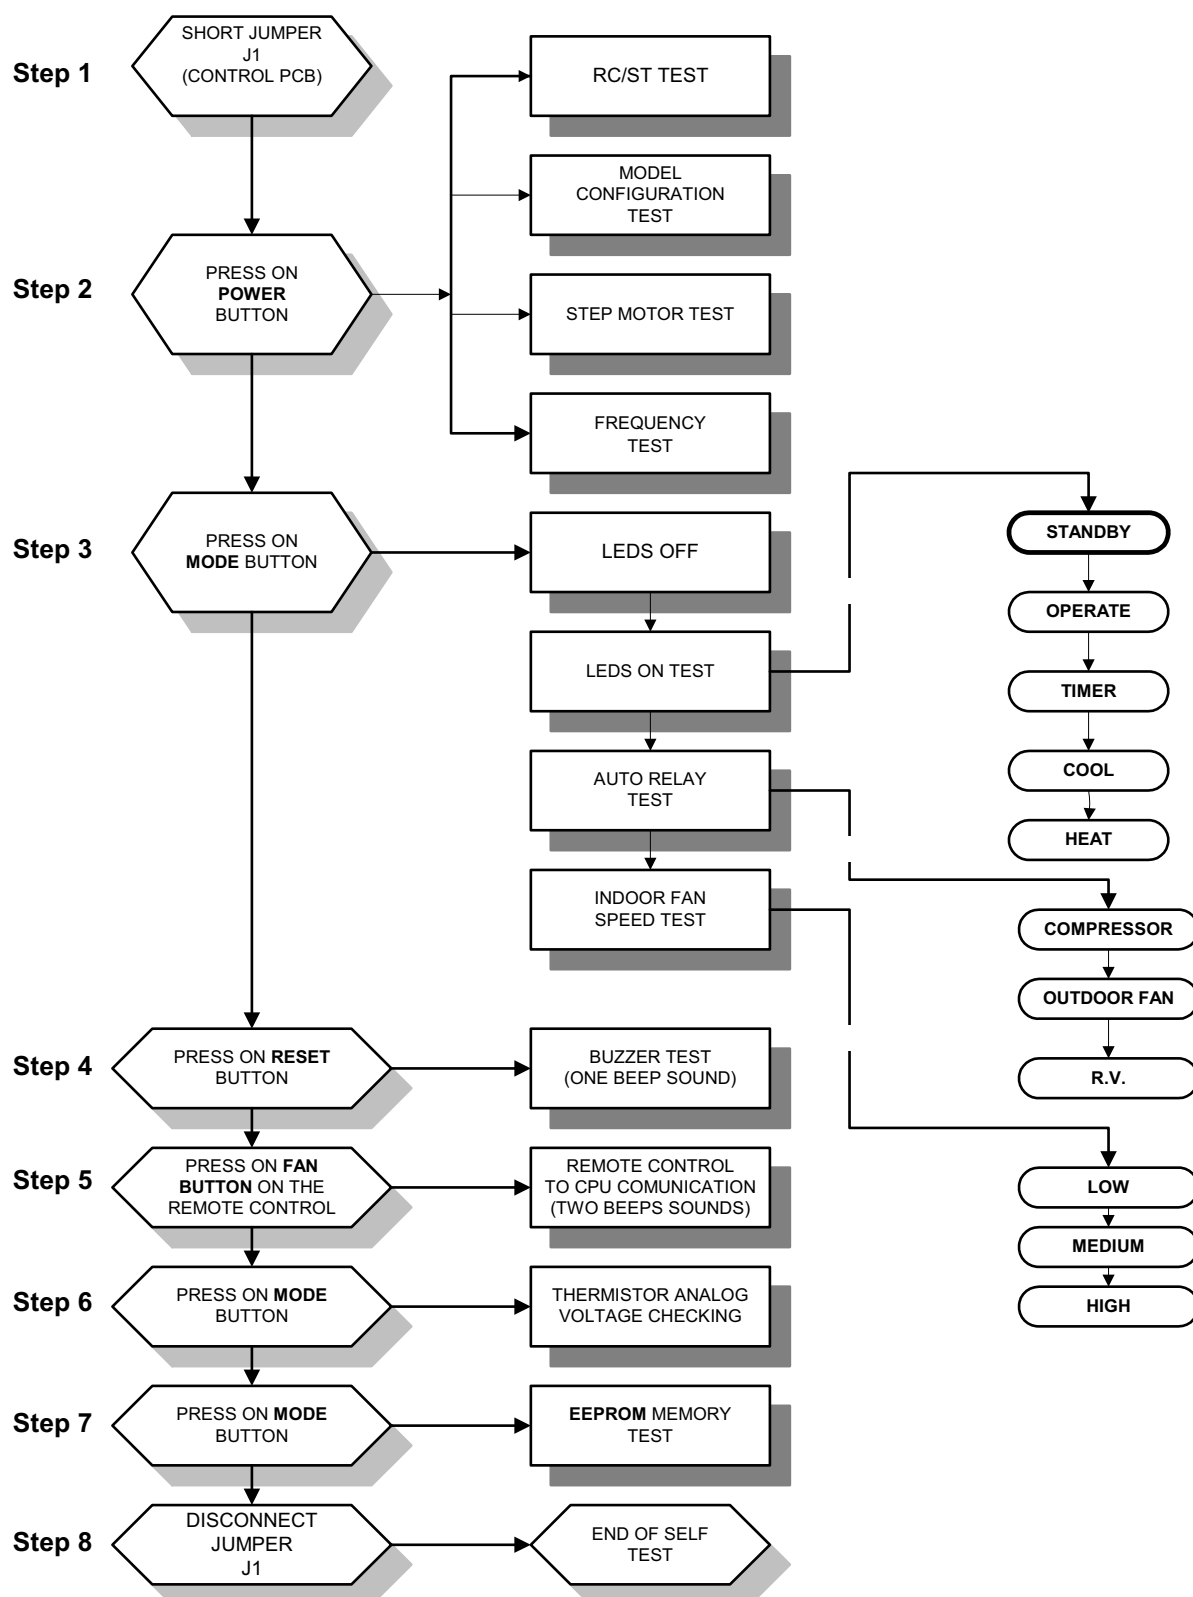 Step 1
SHORT JUMPER
J1
(CONTROL PCB)
RC/ST TEST
MODEL
CONFIGURATION
TEST
Step 2
PRESS ON
POWER
BUTTON
STEP MOTOR TEST
FREQUENCY
TEST
Step 3
PRESS ON
MODE BUTTON
LEDS OFF
LEDS ON TEST
AUTO RELAY
TEST
INDOOR FAN
SPEED TEST
STANDBY
OPERATE
TIMER
COOL
HEAT
COMPRESSOR
OUTDOOR FAN
R.V.
LOW
MEDIUM
HIGH
Step 4
PRESS ON RESET
BUTTON
BUZZER TEST
(ONE BEEP SOUND)
Step 5
PRESS ON FAN
BUTTON ON THE
REMOTE CONTROL
REMOTE CONTROL
TO CPU COMUNICATION
(TWO BEEPS SOUNDS)
Step 6
PRESS ON MODE
BUTTON
THERMISTOR ANALOG
VOLTAGE CHECKING
Step 7
PRESS ON MODE
BUTTON
EEPROM MEMORY
TEST
Step 8
DISCONNECT
JUMPER
J1
END OF SELF
TEST